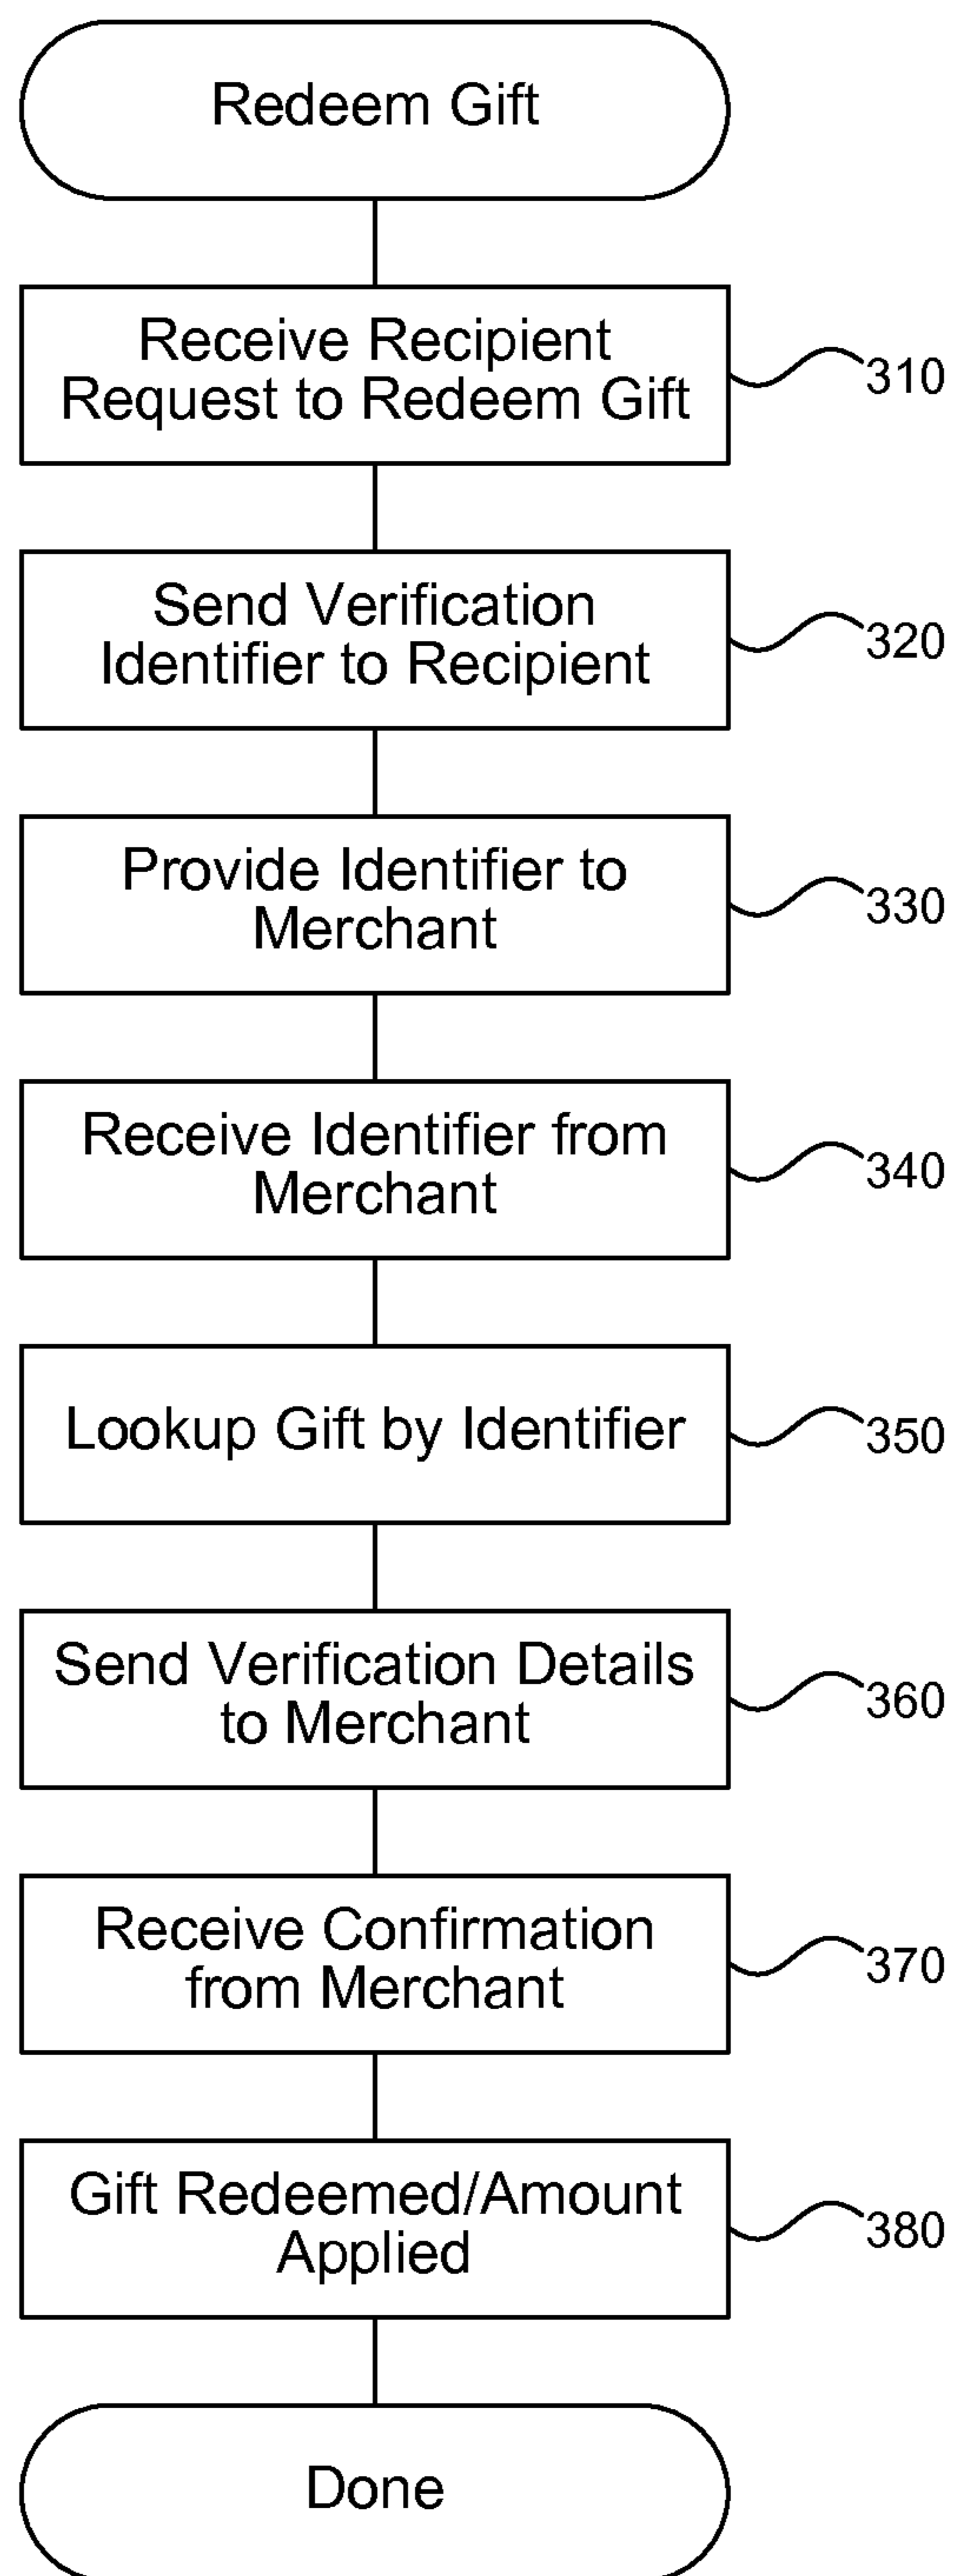 Redeem Gift
Receive Recipient
Request to Redeem Gift
310
Send Verification
Identifier to Recipient
320
Provide Identifier to
Merchant
330
Receive Identifier from
Merchant
340
Lookup Gift by Identifier
350
Send Verification Details
to Merchant
360
Receive Confirmation
from Merchant
370
Gift Redeemed/Amount
Applied
380
Done